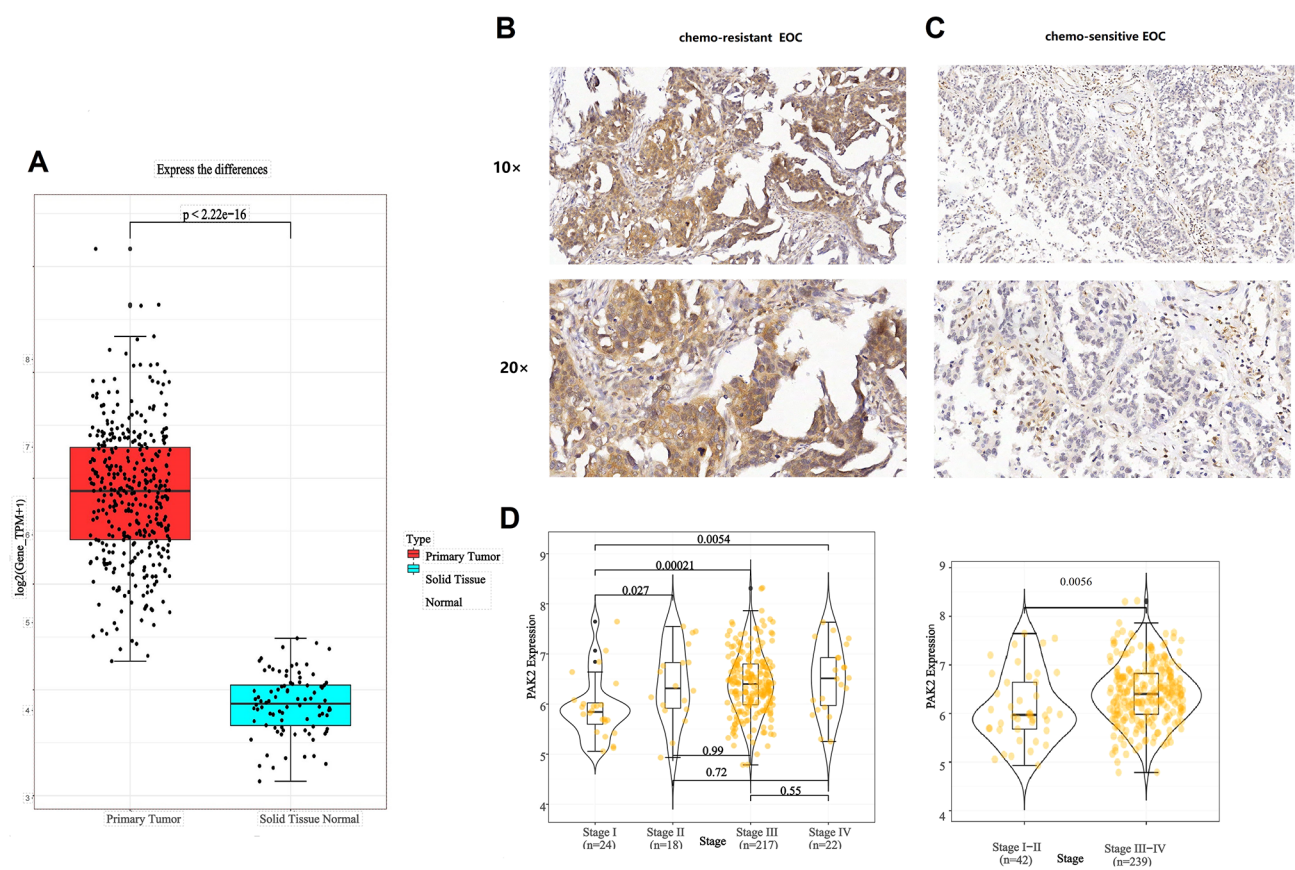 A
Express the differences
p < 2.22e−16
8
7
6
5
4
3
log2(Gene_TPM+1)
Primary Tumor
Solid Tissue Normal
Type
Primary Tumor
Solid Tissue
Normal
B
chemo-resistant EOC
10×
20×
C
chemo-sensitive EOC
D
PAK2 Expression
9
8
7
6
5
4
0.0054
0.00021
0.027
0.99
0.72
0.55
Stage I
(n=24)
Stage II
(n=18)
Stage III
(n=217)
Stage IV
(n=22)
Stage
PAK2 Expression
9
8
7
6
5
4
0.0056
Stage I−II
(n=42)
Stage III−IV
(n=239)
Stage